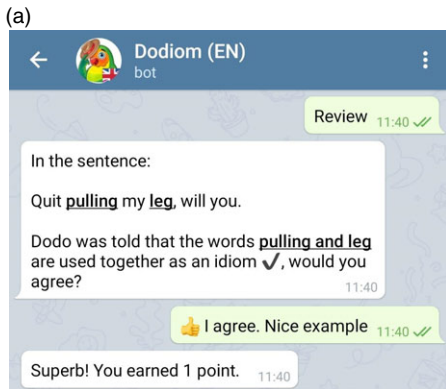 (a)
Dodiom (EN)
bot
Review 11:40
In the sentence:
Quit pulling my leg, will you.
Dodo was told that the words pulling and leg
are used together as an idiom ✓, would you
agree?
11:40
👍 I agree. Nice example 11:40
Superb! You earned 1 point. 11:40